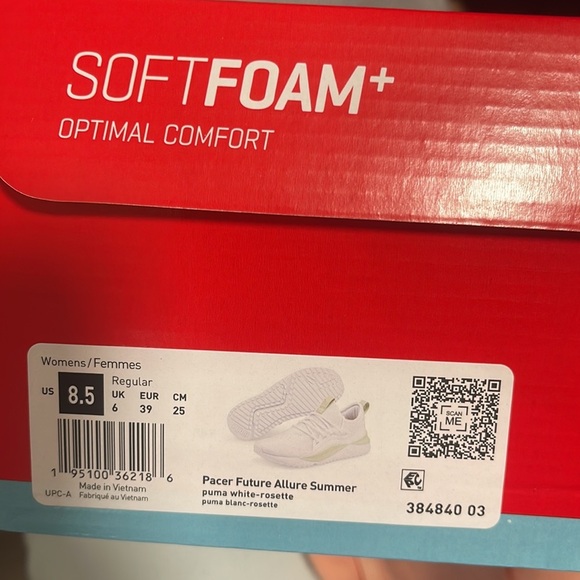 SOFTFOAM+
OPTIMAL COMFORT
Womens/Femmes
Regular
US 8.5 UK 6 EUR 39 CM 25
1 95100 36218 6
UPC-A
Made in Vietnam
Fabriqué au Vietnam
Pacer Future Allure Summer
puma white-rosette
puma blanc-rosette
SCAN
ME
384840 03